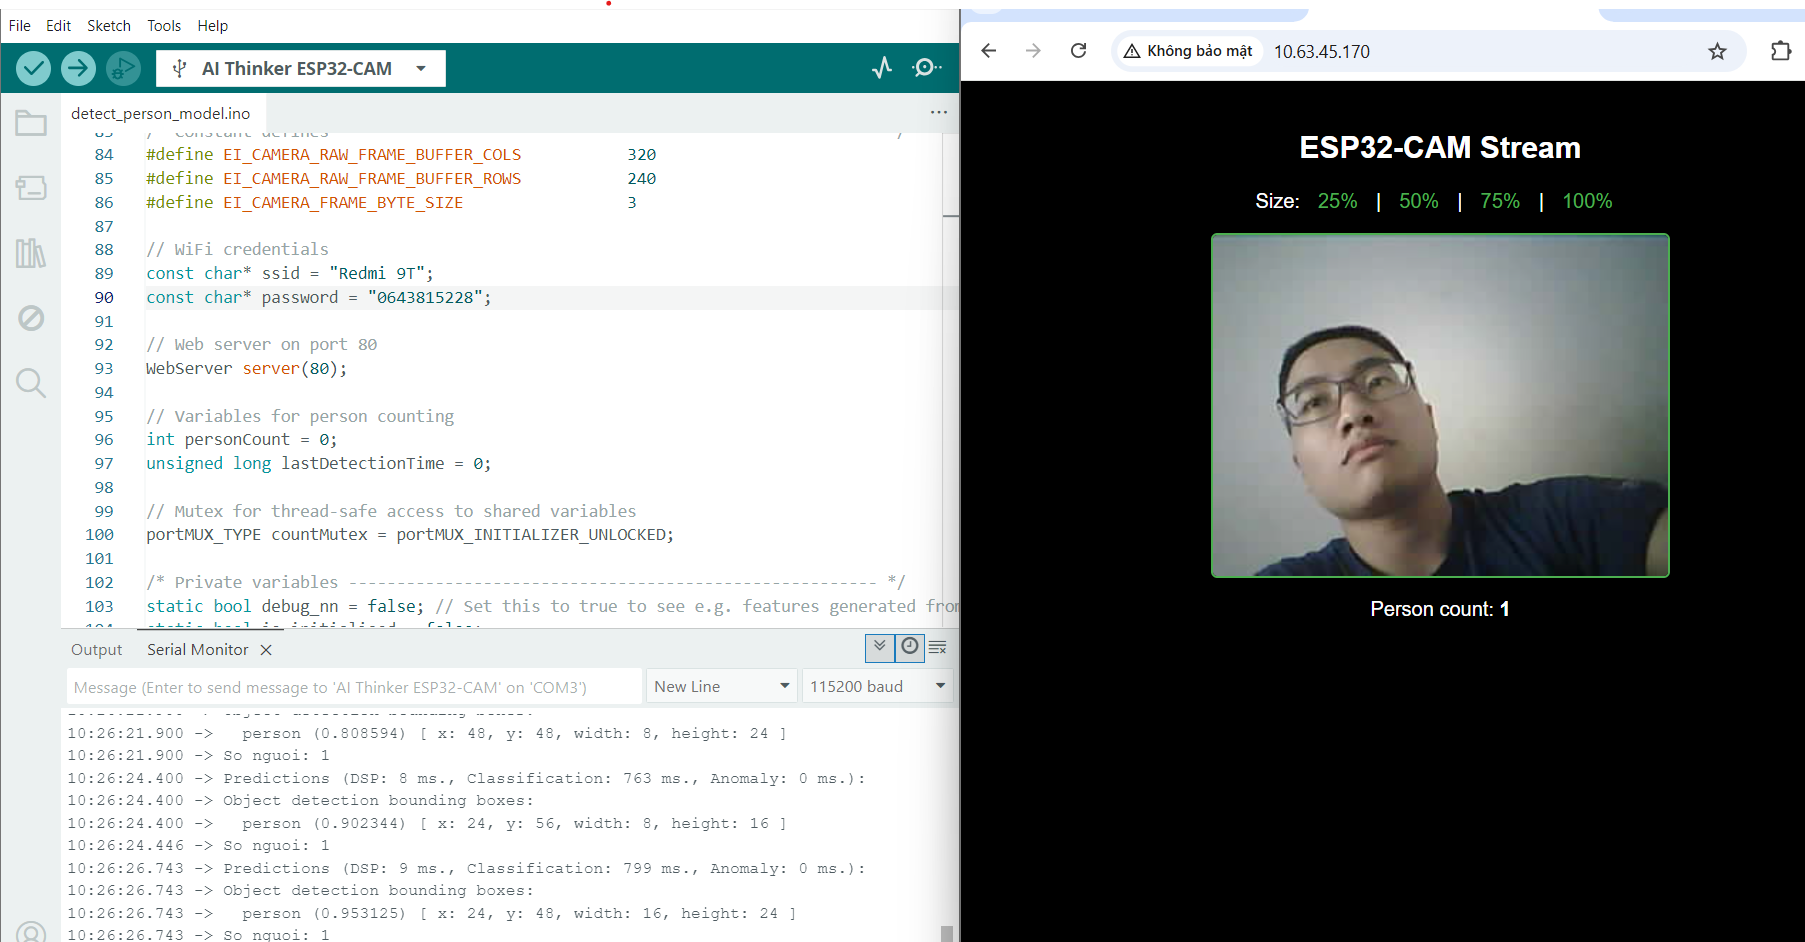 File Edit Sketch Tools Help
AI Thinker ESP32-CAM
detect_person_model.ino
83 /* Constant defines */
84 #define EI_CAMERA_RAW_FRAME_BUFFER_COLS 320
85 #define EI_CAMERA_RAW_FRAME_BUFFER_ROWS 240
86 #define EI_CAMERA_FRAME_BYTE_SIZE 3
87
88 // WiFi credentials
89 const char* ssid = "Redmi 9T";
90 const char* password = "0643815228";
91
92 // Web server on port 80
93 WebServer server(80);
94
95 // Variables for person counting
96 int personCount = 0;
97 unsigned long lastDetectionTime = 0;
98
99 // Mutex for thread-safe access to shared variables
100 portMUX_TYPE countMutex = portMUX_INITIALIZER_UNLOCKED;
101
102 /* Private variables ------------------------------------------------------- */
103 static bool debug_nn = false; // Set this to true to see e.g. features generated from
104 static bool is_initialised = false;
Output Serial Monitor
Message (Enter to send message to 'AI Thinker ESP32-CAM' on 'COM3')
New Line
115200 baud
Object detection bounding boxes:
10:26:21.900 -> person (0.808594) [ x: 48, y: 48, width: 8, height: 24 ]
10:26:21.900 -> So nguoi: 1
10:26:24.400 -> Predictions (DSP: 8 ms., Classification: 763 ms., Anomaly: 0 ms.):
10:26:24.400 -> Object detection bounding boxes:
10:26:24.400 -> person (0.902344) [ x: 24, y: 56, width: 8, height: 16 ]
10:26:24.446 -> So nguoi: 1
10:26:26.743 -> Predictions (DSP: 9 ms., Classification: 799 ms., Anomaly: 0 ms.):
10:26:26.743 -> Object detection bounding boxes:
10:26:26.743 -> person (0.953125) [ x: 24, y: 48, width: 16, height: 24 ]
10:26:26.743 -> So nguoi: 1
Không bảo mật 10.63.45.170
ESP32-CAM Stream
Size: 25% | 50% | 75% | 100%
Person count: 1